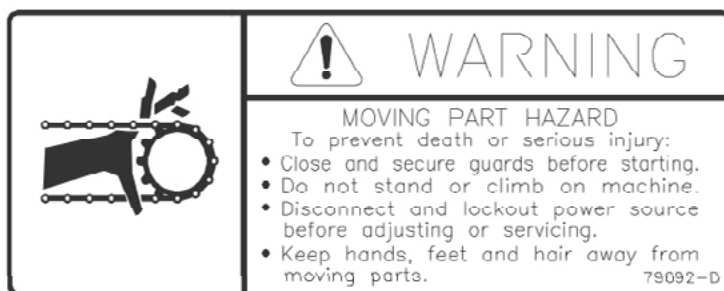 WARNING
MOVING PART HAZARD
To prevent death or serious injury:
• Close and secure guards before starting.
• Do not stand or climb on machine.
• Disconnect and lockout power source
before adjusting or servicing.
• Keep hands, feet and hair away from
moving parts.
79092-D